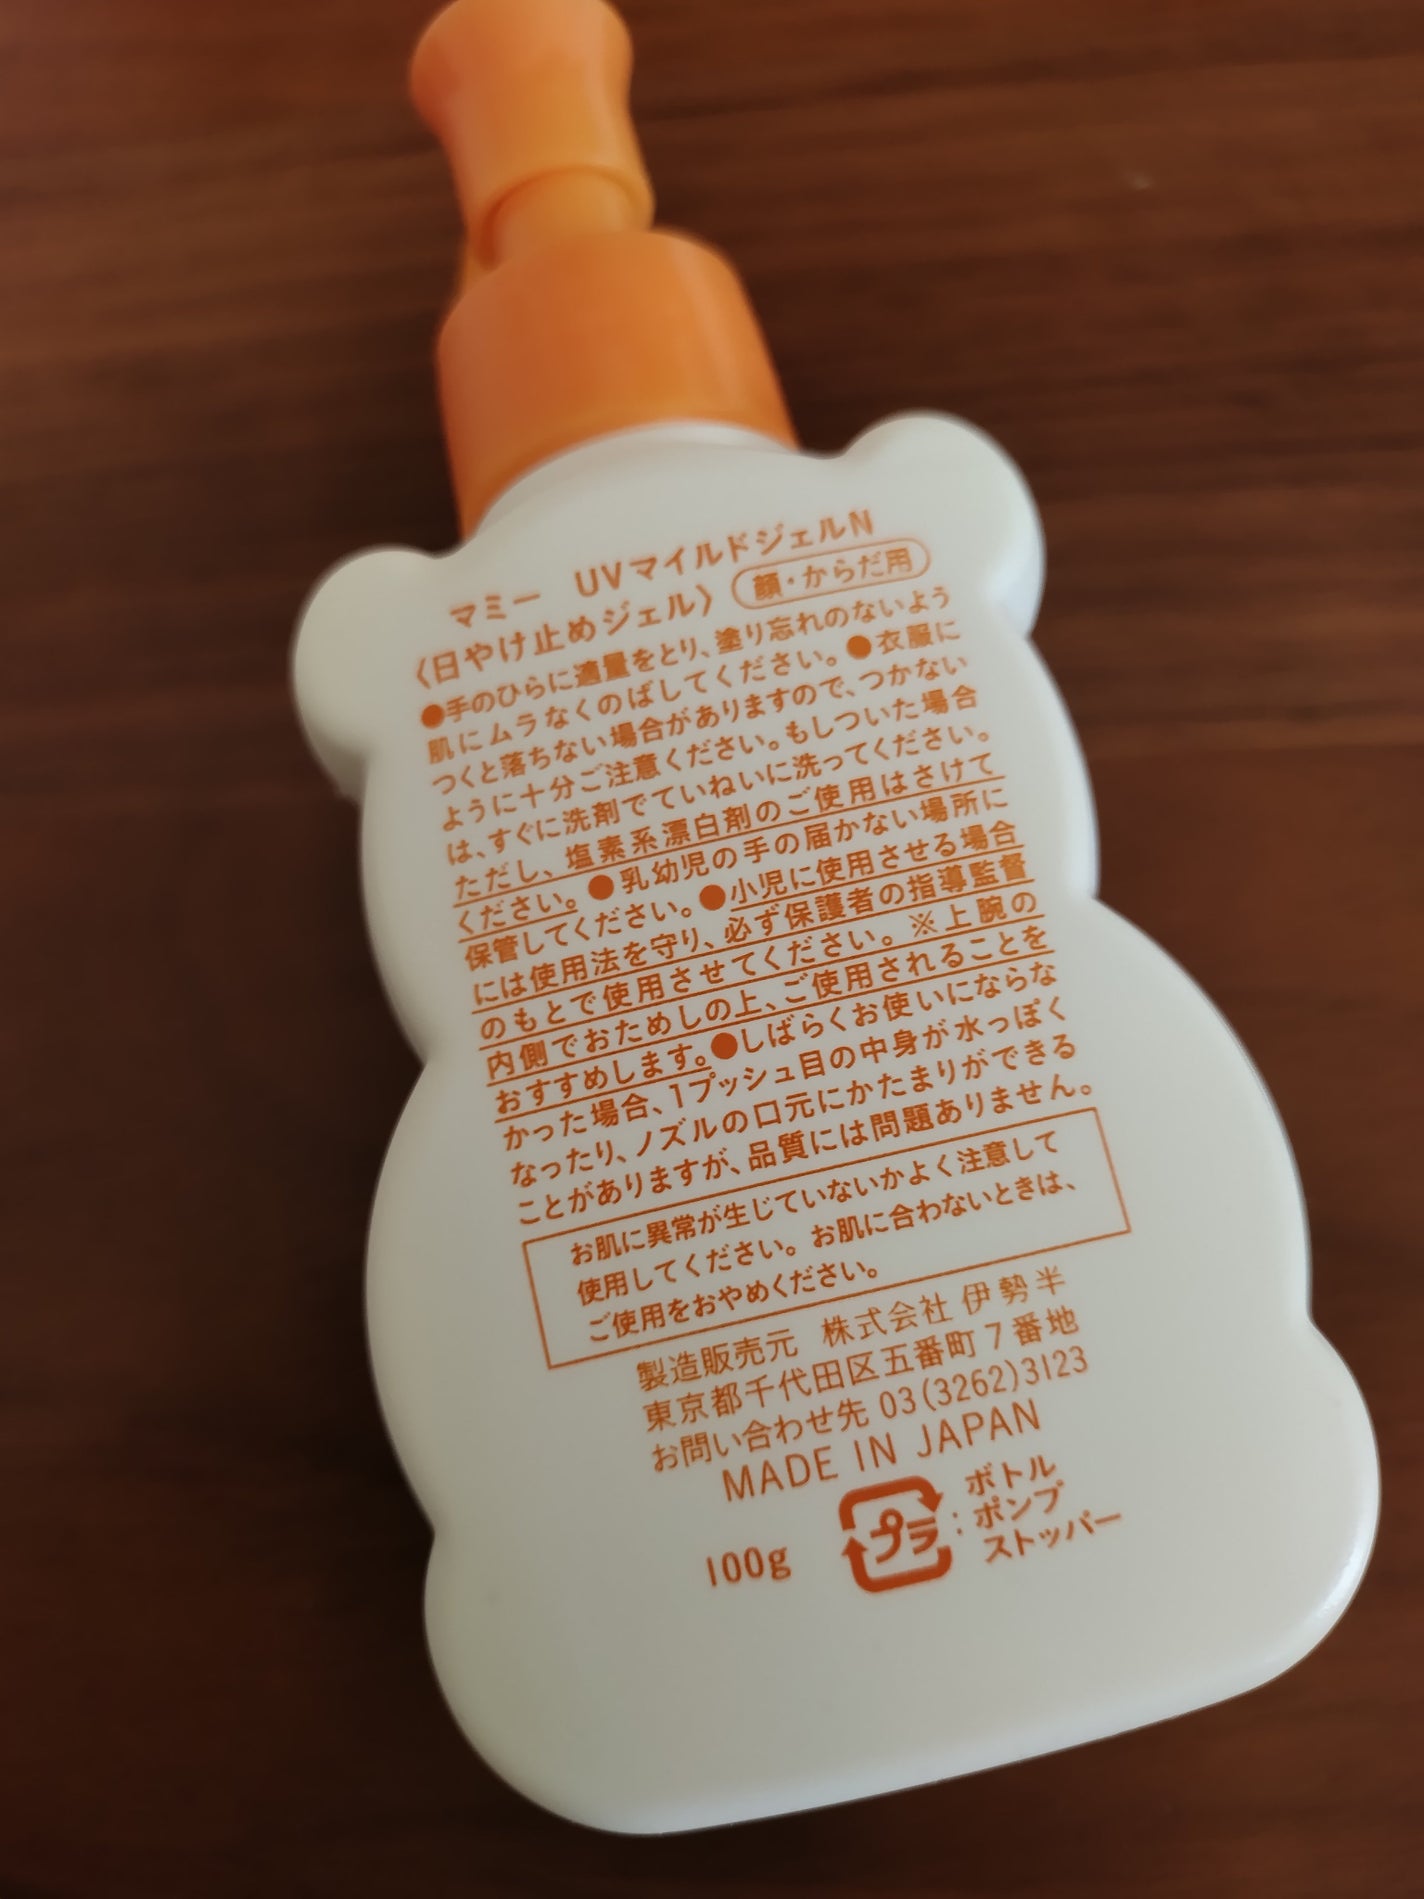 マミー UVマイルドジェルN
〈日やけ止めジェル〉 顔・からだ用
●手のひらに適量をとり、塗り忘れのないよう
肌にムラなくのばしてください。●衣服に
つくと落ちない場合がありますので、つかない
ように十分ご注意ください。もしついた場合
は、すぐに洗剤でていねいに洗ってください。
ただし、塩素系漂白剤のご使用はさけて
ください。●乳幼児の手の届かない場所に
保管してください。●小児に使用させる場合
には使用法を守り、必ず保護者の指導監督
のもとで使用させてください。※上腕の
内側でおためしの上、ご使用されることを
おすすめします。●しばらくお使いにならな
かった場合、1プッシュ目の中身が水っぽく
なったり、ノズルの口元にかたまりができる
ことがありますが、品質には問題ありません。
お肌に異常が生じていないかよく注意して
使用してください。お肌に合わないときは、
ご使用をおやめください。
製造販売元 株式会社 伊勢半
東京都千代田区五番町7番地
お問い合わせ先 03(3262)3123
MADE IN JAPAN
100g プラ : ボトル
ポンプ
ストッパー